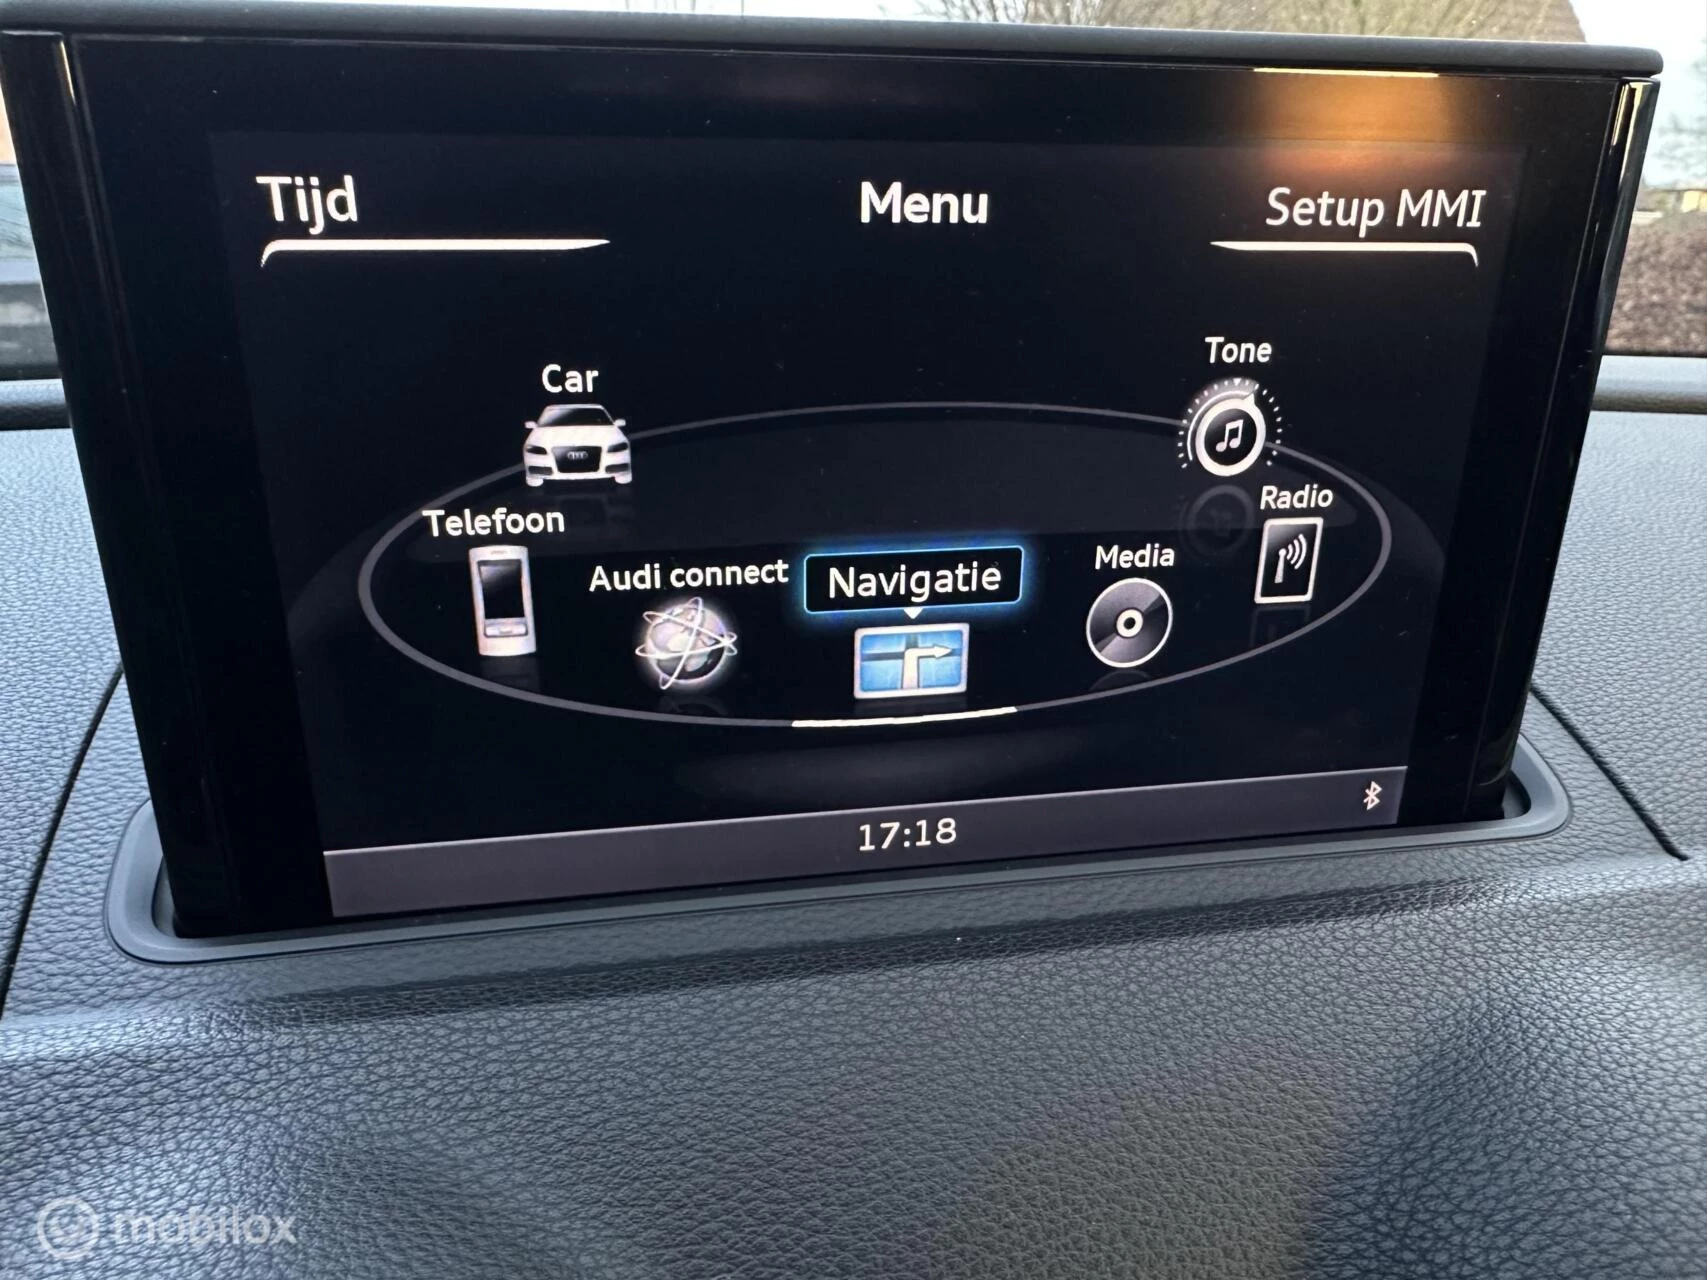 Tijd
Menu
Setup MMI
Car
Tone
Telefoon
Audi connect
Navigatie
Media
Radio
17:18
mobilox